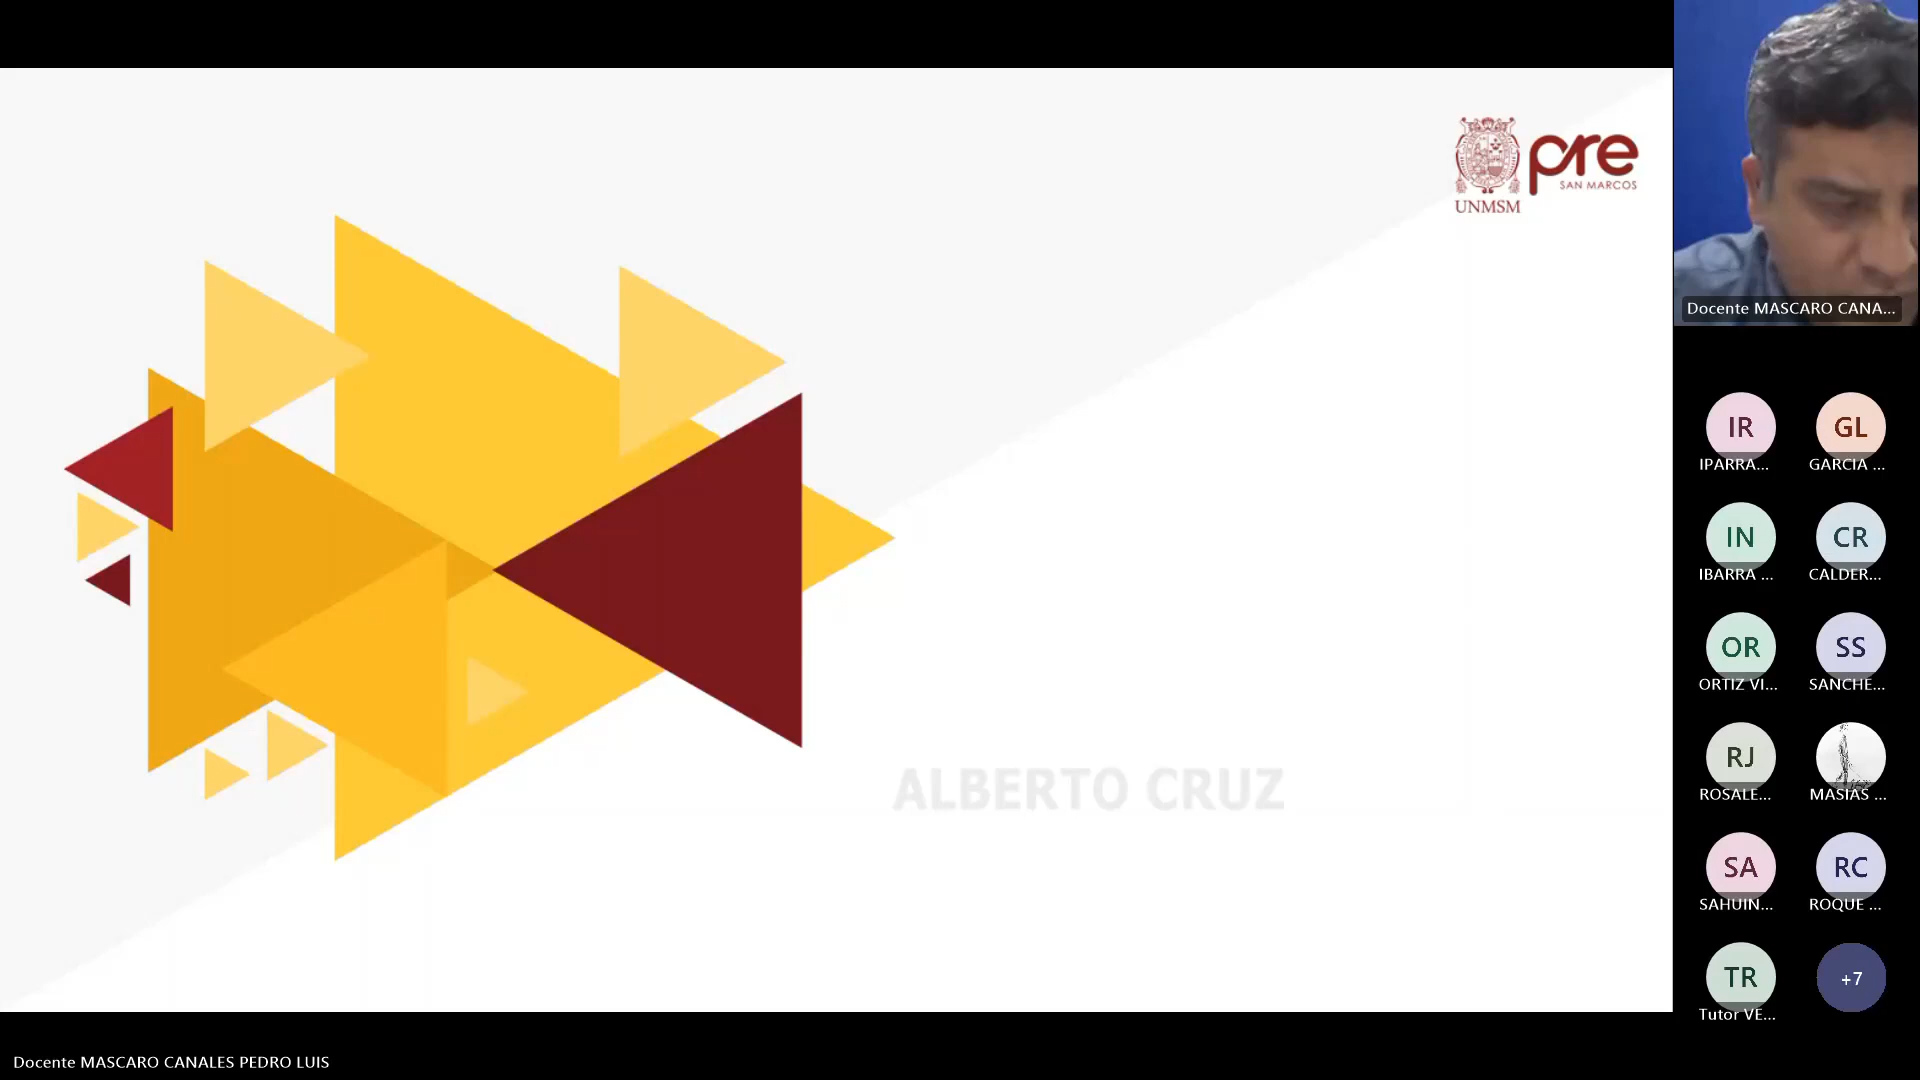 UNMSM
pre
SAN MARCOS
ALBERTO CRUZ
Docente MASCARO CANA...
IR
IPARRA...
GL
GARCIA ...
IN
IBARRA ...
CR
CALDER...
OR
ORTIZ VI...
SS
SANCHE...
RJ
ROSALE...
MASIAS ...
SA
SAHUIN...
RC
ROQUE ...
TR
Tutor VE...
+7
Docente MASCARO CANALES PEDRO LUIS